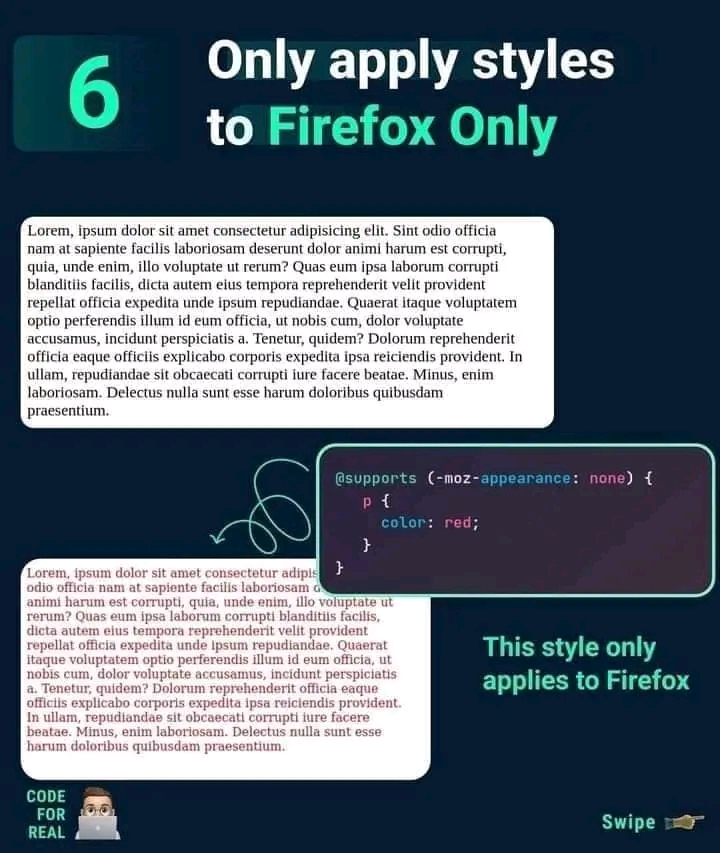 6
Only apply styles
to Firefox Only
Lorem, ipsum dolor sit amet consectetur adipisicing elit. Sint odio officia
nam at sapiente facilis laboriosam deserunt dolor animi harum est corrupti,
quia, unde enim, illo voluptate ut rerum? Quas eum ipsa laborum corrupti
blanditiis facilis, dicta autem eius tempora reprehenderit velit provident
repellat officia expedita unde ipsum repudiandae. Quaerat itaque voluptatem
optio perferendis illum id eum officia, ut nobis cum, dolor voluptate
accusamus, incidunt perspiciatis a. Tenetur, quidem? Dolorum reprehenderit
officia eaque officiis explicabo corporis expedita ipsa reiciendis provident. In
ullam, repudiandae sit obcaecati corrupti iure facere beatae. Minus, enim
laboriosam. Delectus nulla sunt esse harum doloribus quibusdam
praesentium.
@supports (-moz-appearance: none) {
p {
color: red;
}
}
Lorem, ipsum dolor sit amet consectetur adipis
odio officia nam at sapiente facilis laboriosam d
animi harum est corrupti, quia, unde enim, illo voluptate ut
rerum? Quas eum ipsa laborum corrupti blanditiis facilis,
dicta autem eius tempora reprehenderit velit provident
repellat officia expedita unde ipsum repudiandae. Quaerat
itaque voluptatem optio perferendis illum id eum officia, ut
nobis cum, dolor voluptate accusamus, incidunt perspiciatis
a. Tenetur, quidem? Dolorum reprehenderit officia eaque
officiis explicabo corporis expedita ipsa reiciendis provident.
In ullam, repudiandae sit obcaecati corrupti iure facere
beatae. Minus, enim laboriosam. Delectus nulla sunt esse
harum doloribus quibusdam praesentium.
This style only
applies to Firefox
CODE
FOR
REAL
Swipe